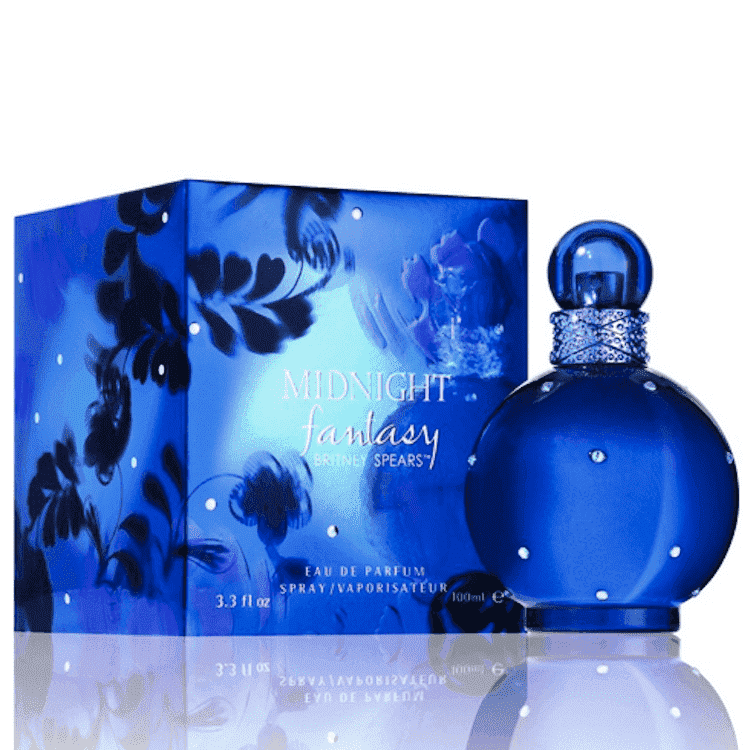 MIDNIGHT
fantasy
BRITNEY SPEARS™
EAU DE PARFUM
3.3 fl oz SPRAY/VAPORISATEUR 100ml ℮